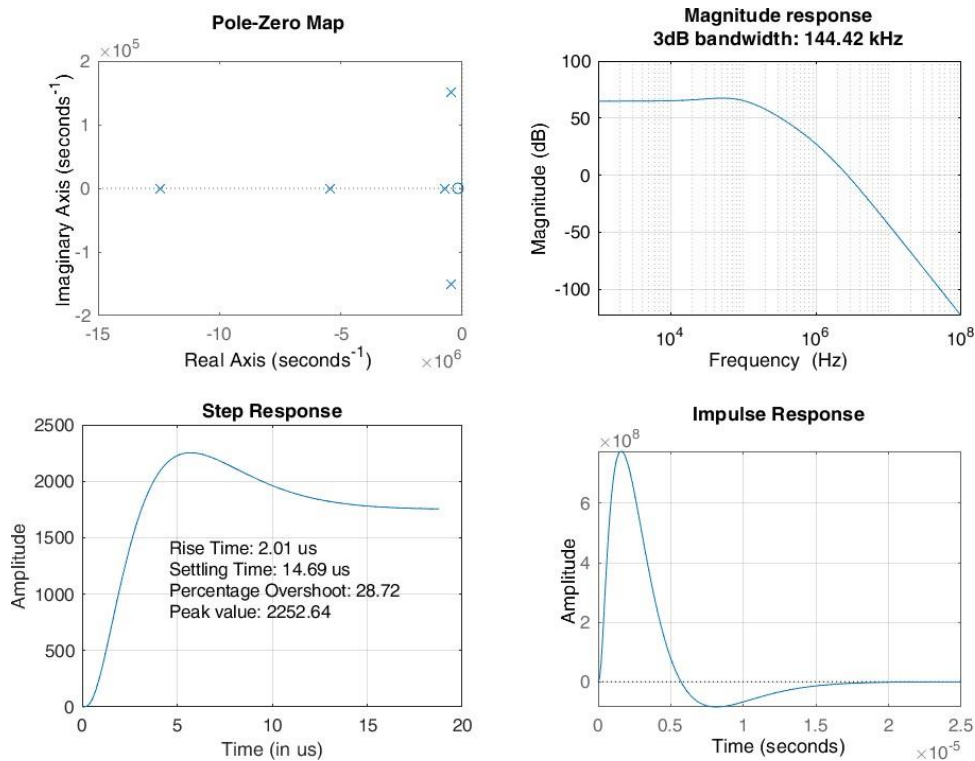 Pole-Zero Map
×10^5
2
1
0
-1
-2
Imaginary Axis (seconds^-1)
-15
-10
-5
0
×10^6
Real Axis (seconds^-1)
Magnitude response
3dB bandwidth: 144.42 kHz
100
50
0
-50
-100
Magnitude (dB)
10^4
10^6
10^8
Frequency (Hz)
Step Response
2500
2000
1500
1000
500
0
Amplitude
Rise Time: 2.01 us
Settling Time: 14.69 us
Percentage Overshoot: 28.72
Peak value: 2252.64
0
5
10
15
20
Time (in us)
Impulse Response
×10^8
6
4
2
0
Amplitude
0
0.5
1
1.5
2
2.5
×10^-5
Time (seconds)